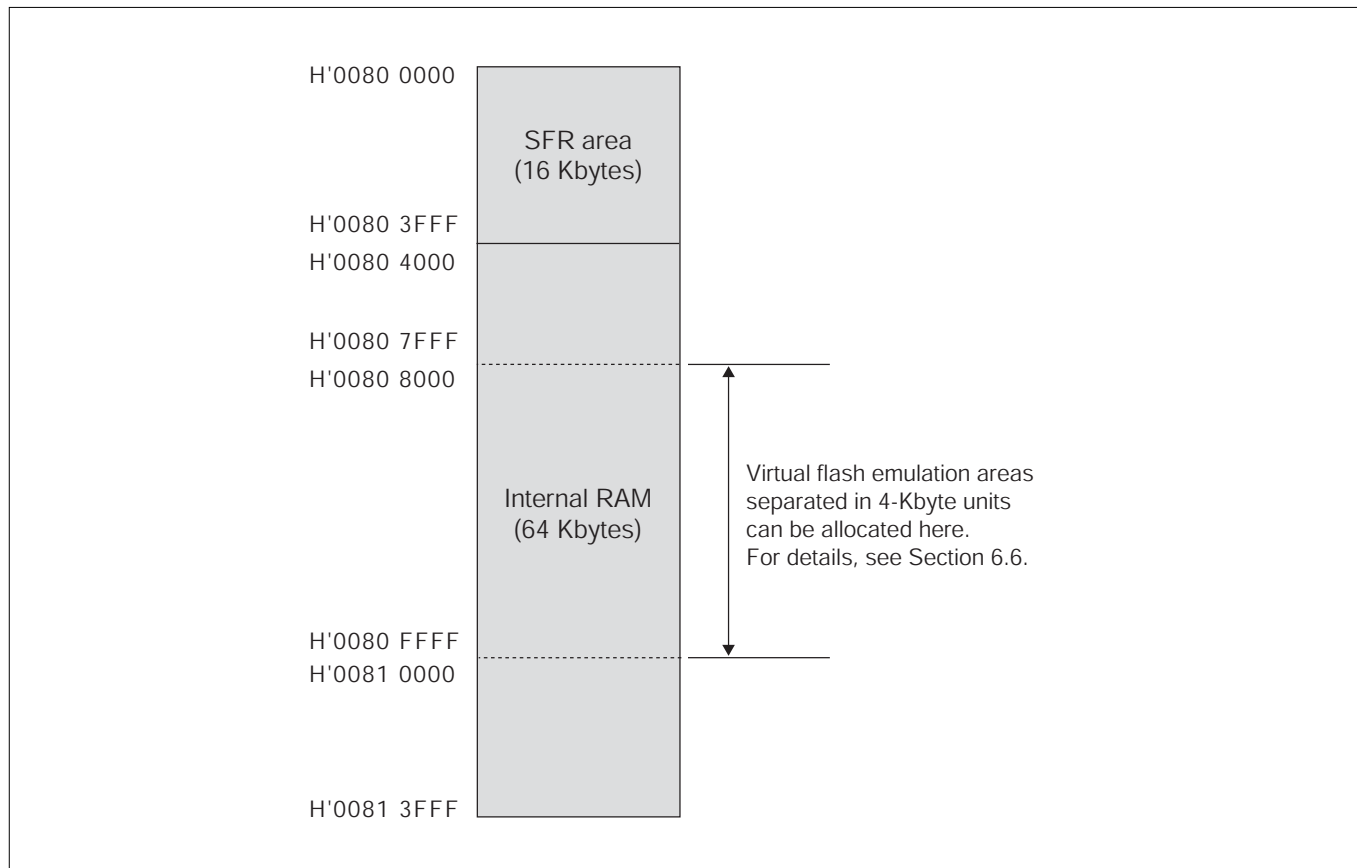 H'0080 0000
SFR area
(16 Kbytes)
H'0080 3FFF
H'0080 4000
H'0080 7FFF
H'0080 8000
Internal RAM
(64 Kbytes)
Virtual flash emulation areas
separated in 4-Kbyte units
can be allocated here.
For details, see Section 6.6.
H'0080 FFFF
H'0081 0000
H'0081 3FFF